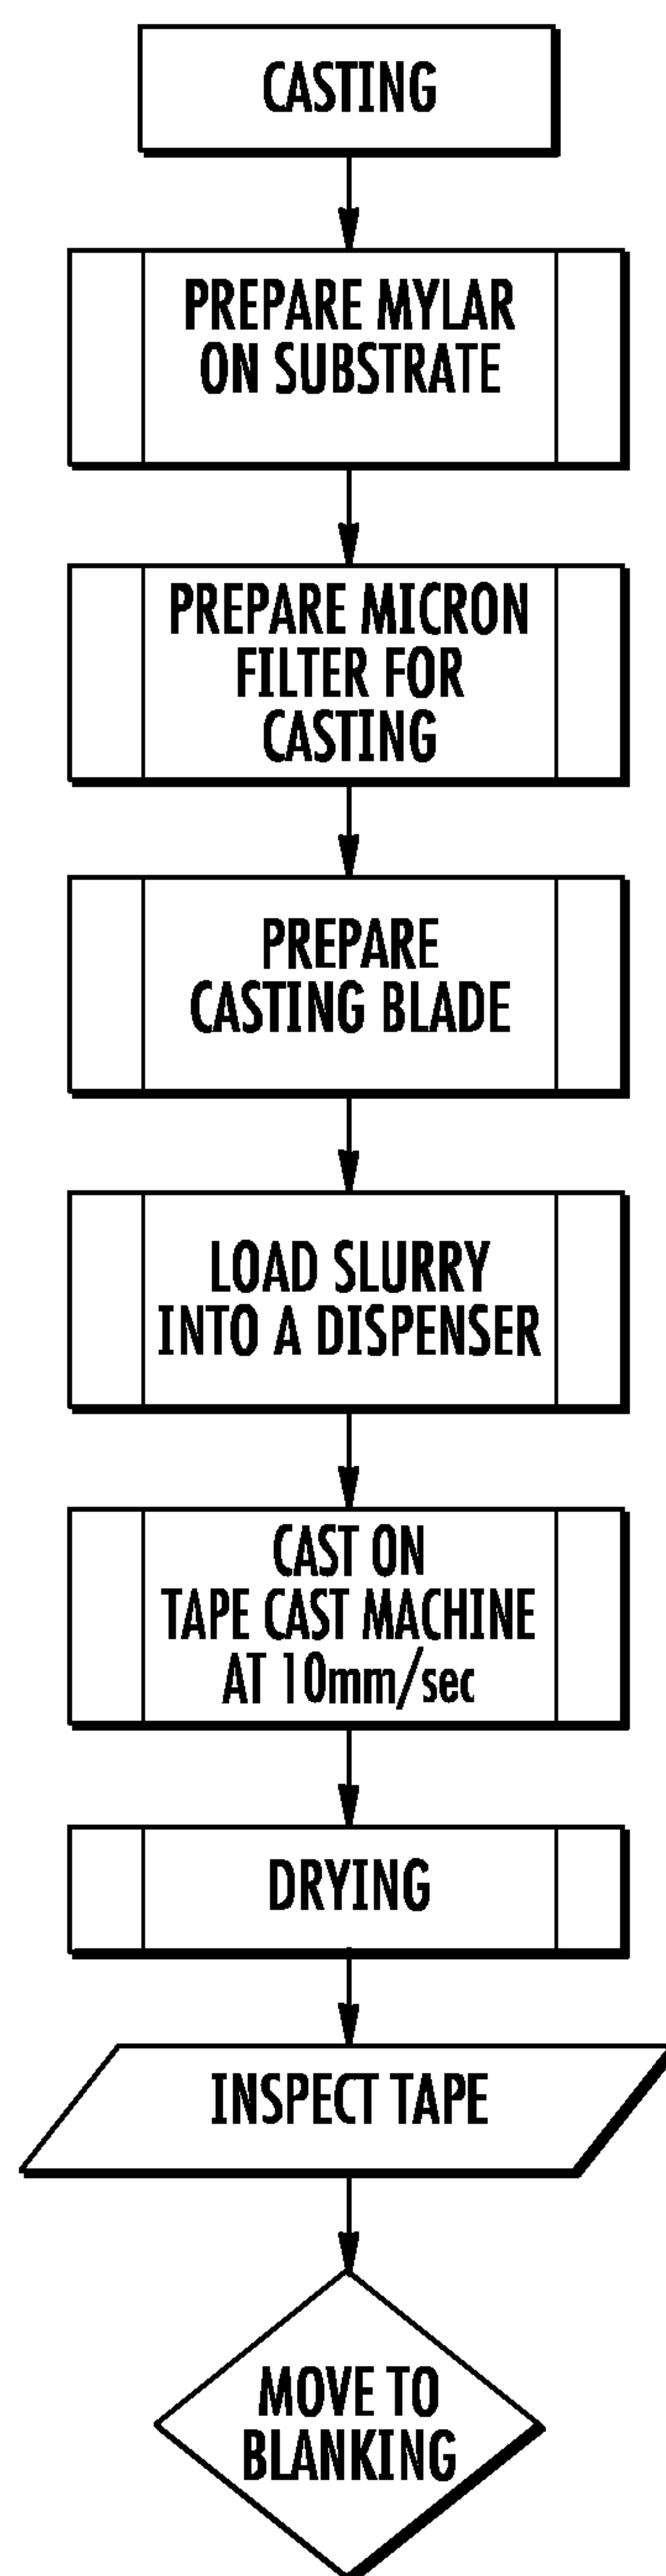 CASTING
PREPARE MYLAR
ON SUBSTRATE
PREPARE MICRON
FILTER FOR
CASTING
PREPARE
CASTING BLADE
LOAD SLURRY
INTO A DISPENSER
CAST ON
TAPE CAST MACHINE
AT 10mm/sec
DRYING
INSPECT TAPE
MOVE TO
BLANKING